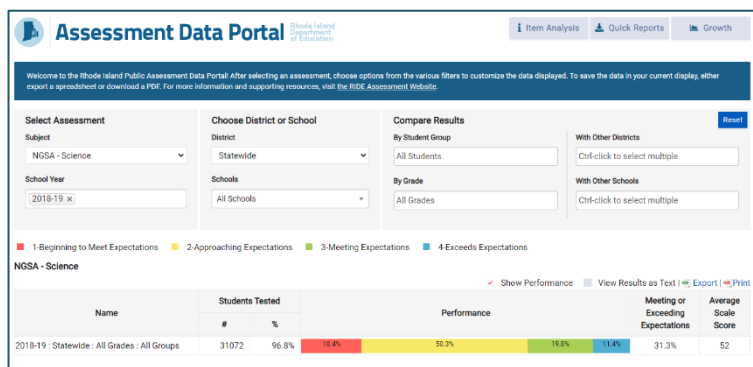 Assessment Data Portal
Rhode Island
Department
of Education
Item Analysis
Quick Reports
Growth
Welcome to the Rhode Island Public Assessment Data Portal! After selecting an assessment, choose options from the various filters to customize the data displayed. To save the data in your current display, either
export a spreadsheet or download a PDF. For more information and supporting resources, visit the RIDE Assessment Website.
Select Assessment
Subject
NGSA - Science
School Year
2018-19 ×
Choose District or School
District
Statewide
Schools
All Schools
Compare Results
Reset
By Student Group
All Students
With Other Districts
Ctrl-click to select multiple
By Grade
All Grades
With Other Schools
Ctrl-click to select multiple
1-Beginning to Meet Expectations 2-Approaching Expectations 3-Meeting Expectations 4-Exceeds Expectations
NGSA - Science
Show Performance View Results as Text | Export | Print
Name Students Tested Performance Meeting or Exceeding Expectations Average Scale Score
# %
2018-19 : Statewide : All Grades : All Groups 31072 96.8% 18.4% 50.3% 19.8% 11.4% 31.3% 52